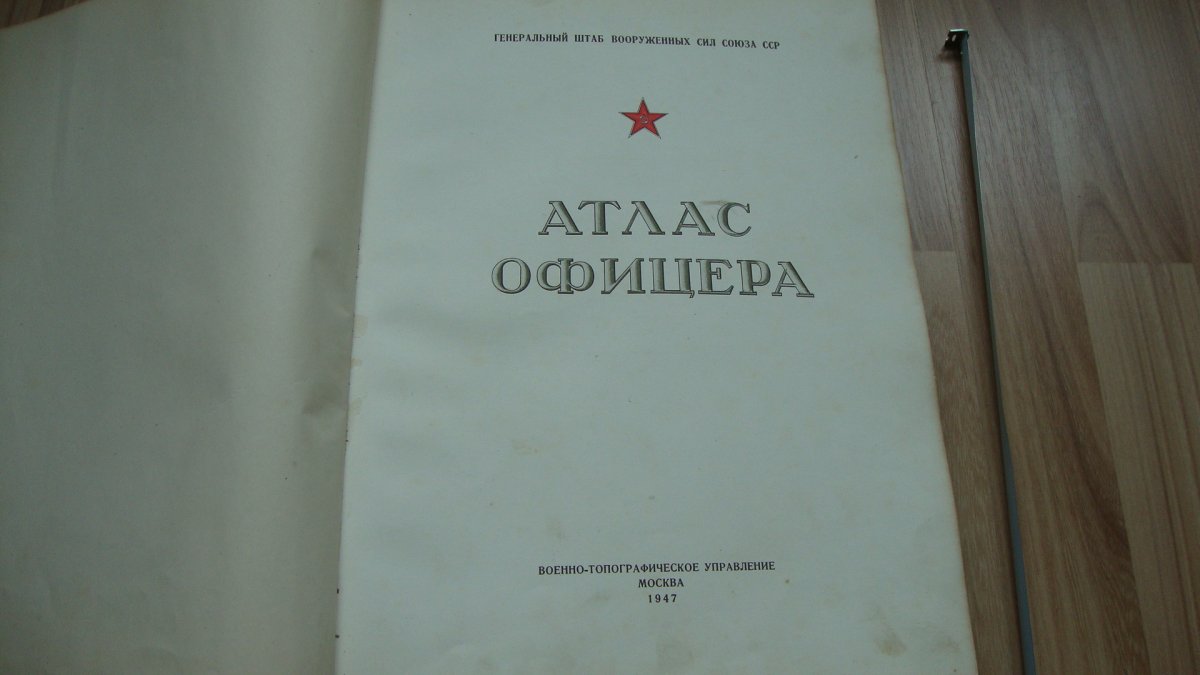 ГЕНЕРАЛЬНЫЙ ШТАБ ВООРУЖЕННЫХ СИЛ СОЮЗА ССР
АТЛАС
ОФИЦЕРА
ВОЕННО-ТОПОГРАФИЧЕСКОЕ УПРАВЛЕНИЕ
МОСКВА
1947